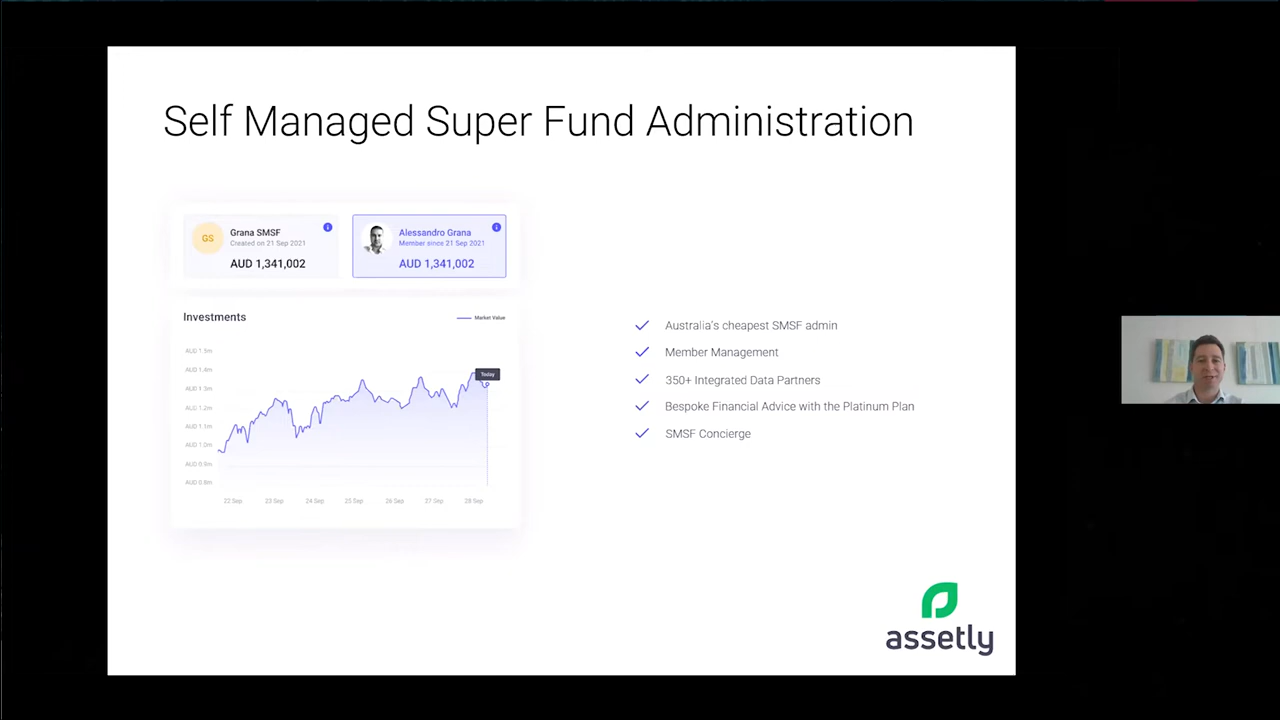 Self Managed Super Fund Administration
GS
Grana SMSF
Created on 21 Sep 2021
AUD 1,341,002
Alessandro Grana
Member since 21 Sep 2021
AUD 1,341,002
Investments
Market Value
AUD 1.5m
AUD 1.4m
AUD 1.3m
AUD 1.2m
AUD 1.1m
AUD 1.0m
AUD 0.9m
AUD 0.8m
Today
22 Sep
23 Sep
24 Sep
25 Sep
26 Sep
27 Sep
28 Sep
Australia's cheapest SMSF admin
Member Management
350+ Integrated Data Partners
Bespoke Financial Advice with the Platinum Plan
SMSF Concierge
assetly